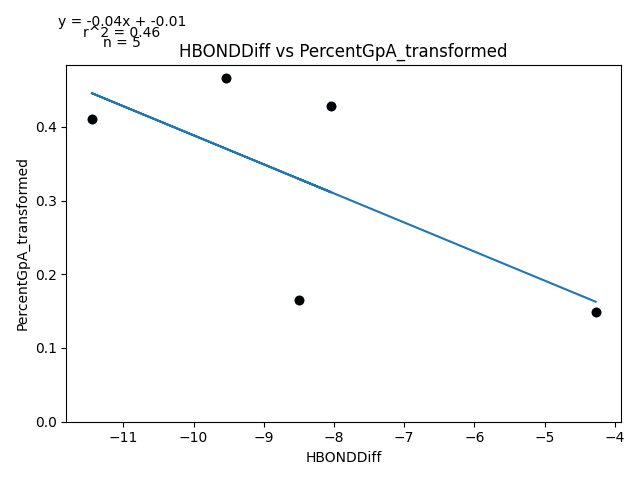 y = -0.04x + -0.01
r^2 = 0.46
n = 5
HBONDDiff vs PercentGpA_transformed
PercentGpA_transformed
0.4
0.3
0.2
0.1
0.0
−11 −10 −9 −8 −7 −6 −5 −4
HBONDDiff